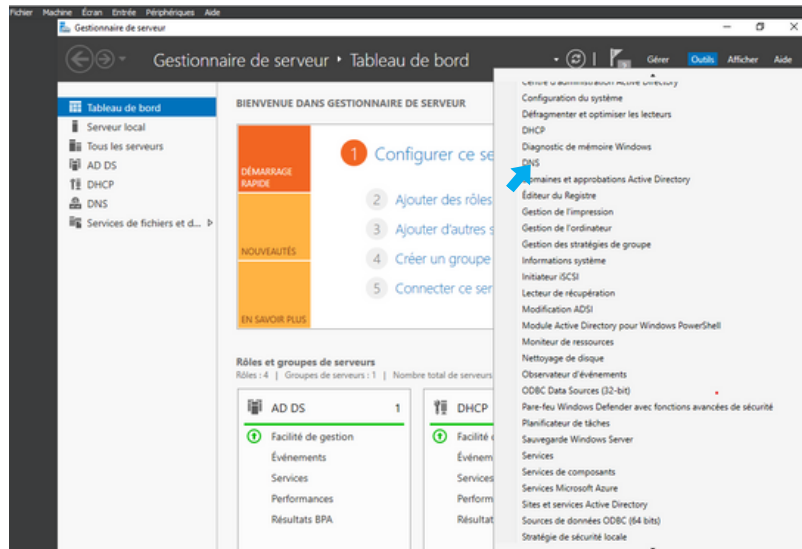 Fichier Machine Écran Entrée Périphériques Aide
Gestionnaire de serveur
Gestionnaire de serveur • Tableau de bord
Gérer Outils Afficher Aide
Tableau de bord
Serveur local
Tous les serveurs
AD DS
DHCP
DNS
Services de fichiers et d...
BIENVENUE DANS GESTIONNAIRE DE SERVEUR
DÉMARRAGE
RAPIDE
NOUVEAUTÉS
EN SAVOIR PLUS
1 Configurer ce se
2 Ajouter des rôles
3 Ajouter d'autres s
4 Créer un groupe
5 Connecter ce ser
Rôles et groupes de serveurs
Rôles : 4 | Groupes de serveurs : 1 | Nombre total de serveurs
AD DS 1
Facilité de gestion
Événements
Services
Performances
Résultats BPA
DHCP
Facilité
Événem
Services
Perform
Résultat
Centre d'administration Active Directory
Configuration du système
Défragmenter et optimiser les lecteurs
DHCP
Diagnostic de mémoire Windows
DNS
Domaines et approbations Active Directory
Éditeur du Registre
Gestion de l'impression
Gestion de l'ordinateur
Gestion des stratégies de groupe
Informations système
Initiateur iSCSI
Lecteur de récupération
Modification ADSI
Module Active Directory pour Windows PowerShell
Moniteur de ressources
Nettoyage de disque
Observateur d'événements
ODBC Data Sources (32-bit)
Pare-feu Windows Defender avec fonctions avancées de sécurité
Planificateur de tâches
Sauvegarde Windows Server
Services
Services de composants
Services Microsoft Azure
Sites et services Active Directory
Sources de données ODBC (64 bits)
Stratégie de sécurité locale